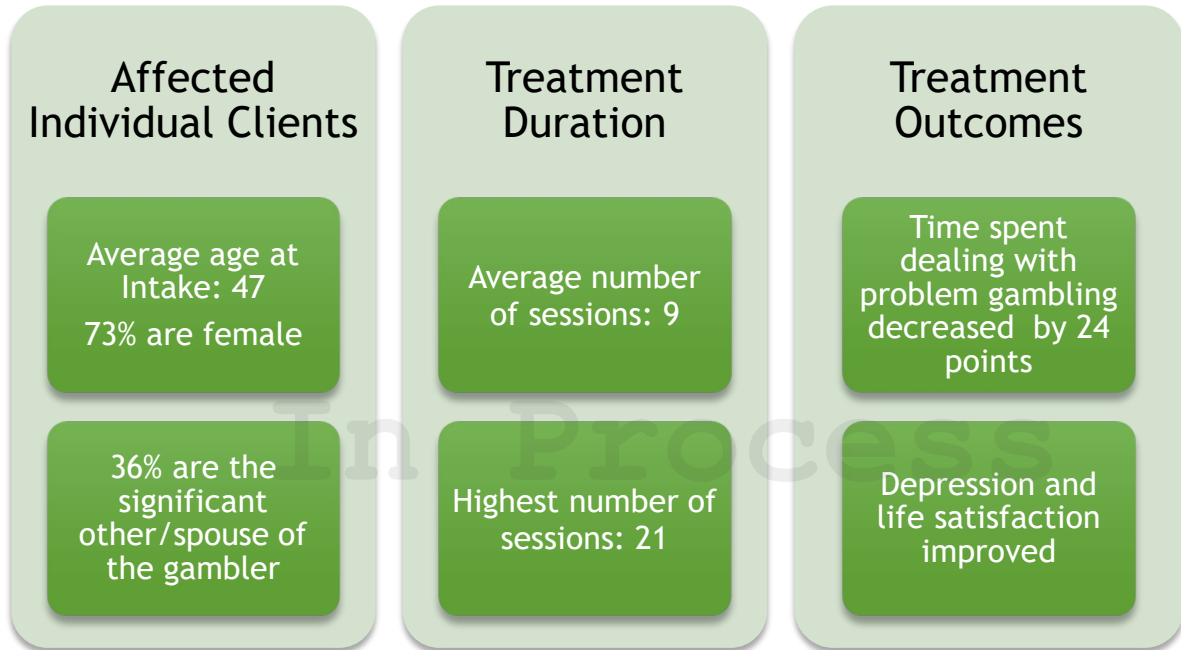 Affected
Individual Clients
Average age at
Intake: 47
73% are female
36% are the
significant
other/spouse of
the gambler
Treatment
Duration
Average number
of sessions: 9
Highest number of
sessions: 21
Treatment
Outcomes
Time spent
dealing with
problem gambling
decreased by 24
points
Depression and
life satisfaction
improved
In Process